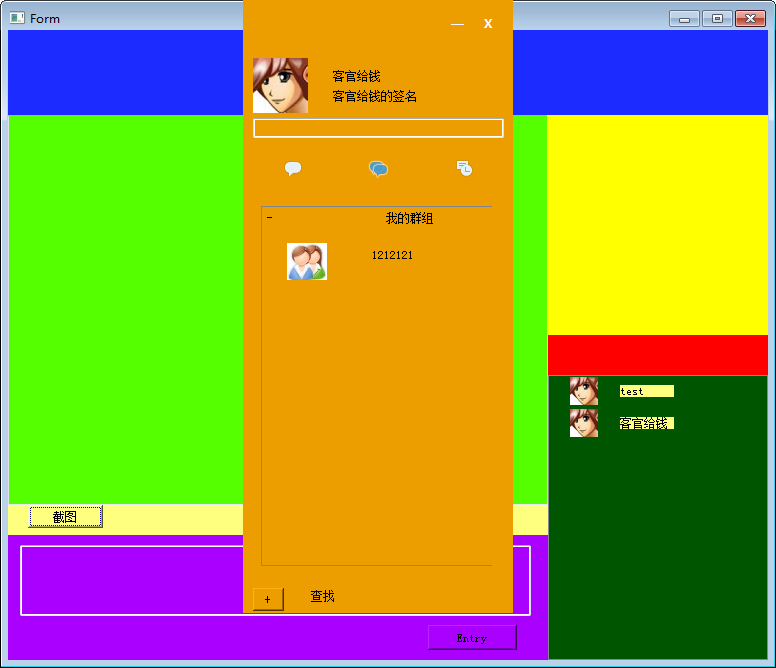 Form
— X
客官给钱
客官给钱的签名
- 我的群组
1212121
test
客官给钱
截图
+ 查找
Entry